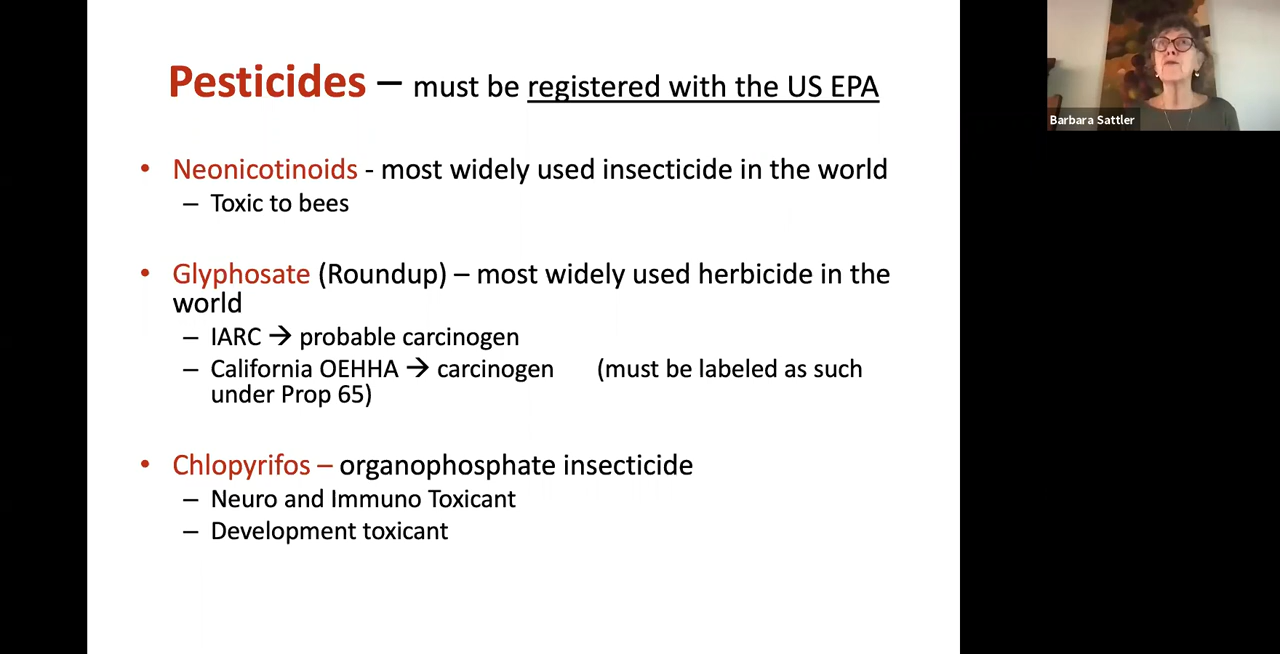 Pesticides – must be registered with the US EPA
• Neonicotinoids - most widely used insecticide in the world
– Toxic to bees
• Glyphosate (Roundup) – most widely used herbicide in the
world
– IARC → probable carcinogen
– California OEHHA → carcinogen (must be labeled as such
under Prop 65)
• Chlopyrifos – organophosphate insecticide
– Neuro and Immuno Toxicant
– Development toxicant
Barbara Sattler